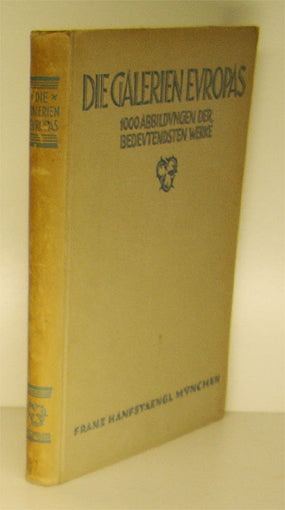 DIE GALERIEN EVROPAS
1000 ABBILDVNGEN DER
BEDEVTENDSTEN WERKE
FRANZ HANFSTAENGL MVNCHEN
DIE
GALERIEN
EVROPAS